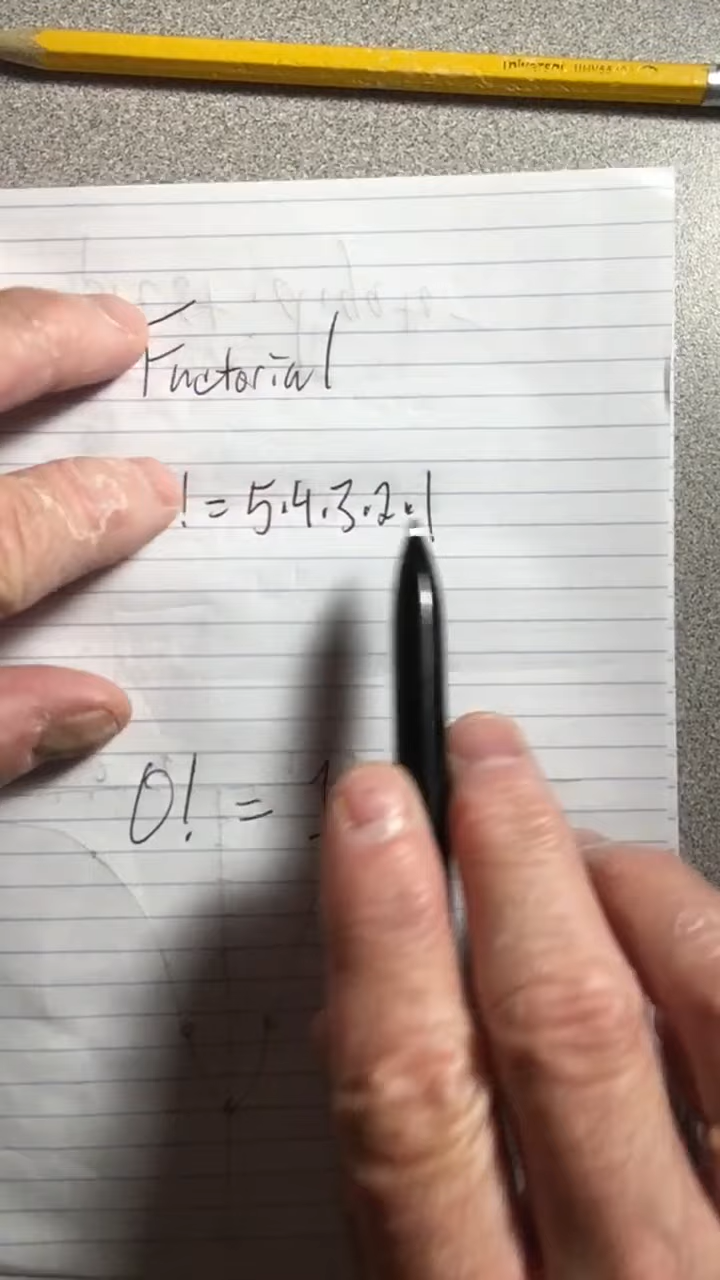 Factorial
! = 5·4·3·2·1
0! = 1